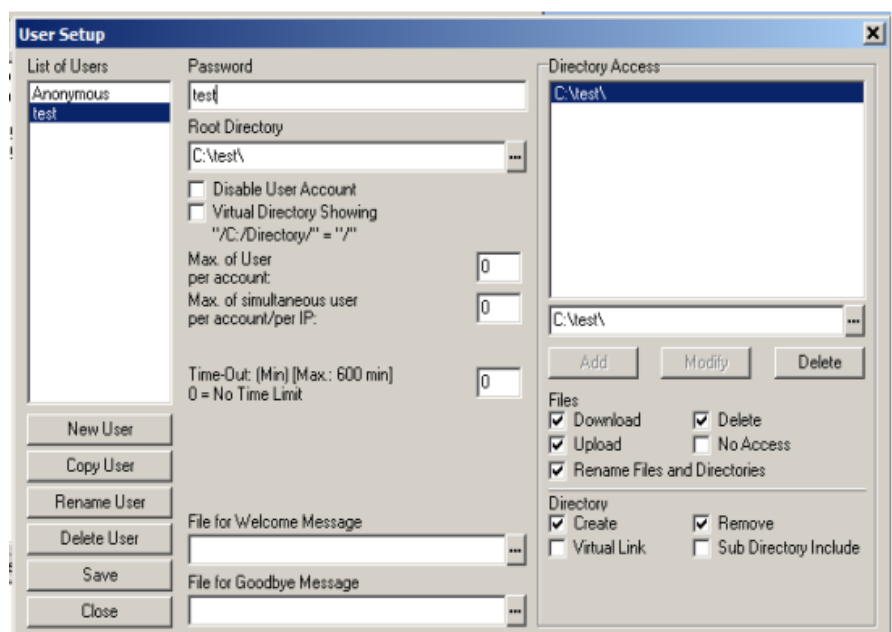 User Setup
List of Users
Anonymous
test
New User
Copy User
Rename User
Delete User
Save
Close
Password
test
Root Directory
C:\test\
...
Disable User Account
Virtual Directory Showing
"/C:/Directory/" = "/"
Max. of User
per account:
0
Max. of simultaneous user
per account/per IP:
0
Time-Out: (Min) [Max.: 600 min]
0 = No Time Limit
0
File for Welcome Message
...
File for Goodbye Message
...
Directory Access
C:\test\
C:\test\
...
Add Modify Delete
Files
Download Delete
Upload No Access
Rename Files and Directories
Directory
Create Remove
Virtual Link Sub Directory Include